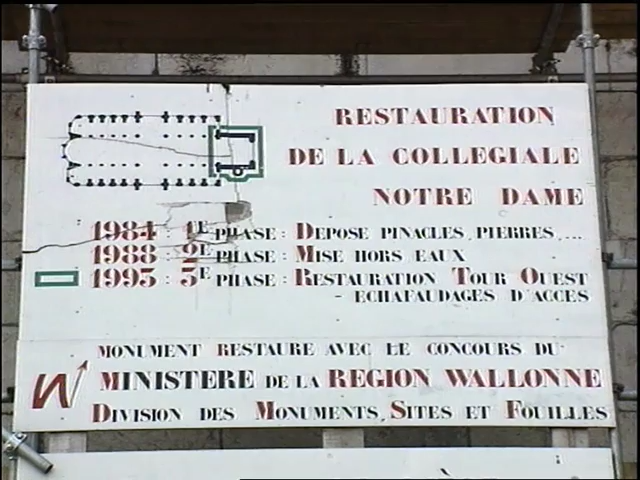 RESTAURATION
DE LA COLLEGIALE
NOTRE DAME
1984 : 1E PHASE : DEPOSE PINACLES, PIERRES,...
1988 : 2E PHASE : MISE HORS EAUX
1993 : 3E PHASE : RESTAURATION TOUR OUEST
- ECHAFAUDAGES D'ACCES
MONUMENT RESTAURE AVEC LE CONCOURS DU
MINISTERE DE LA REGION WALLONNE
DIVISION DES MONUMENTS, SITES ET FOUILLES